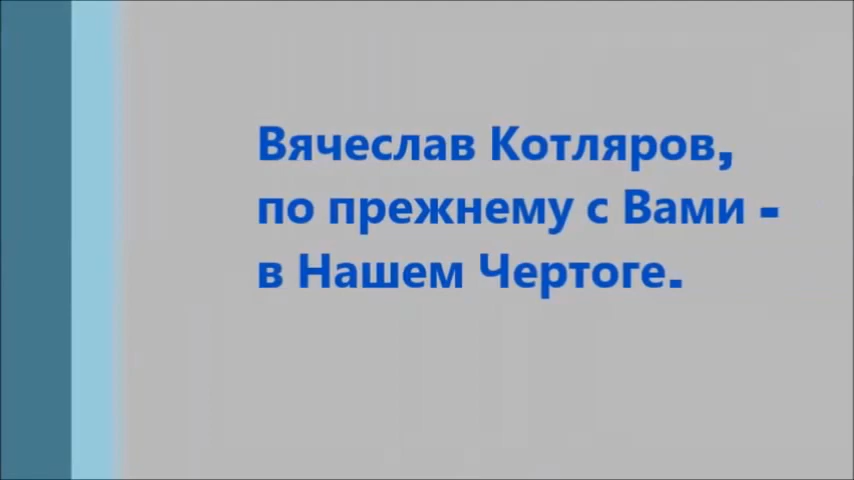 Вячеслав Котляров,
по прежнему с Вами -
в Нашем Чертоге.